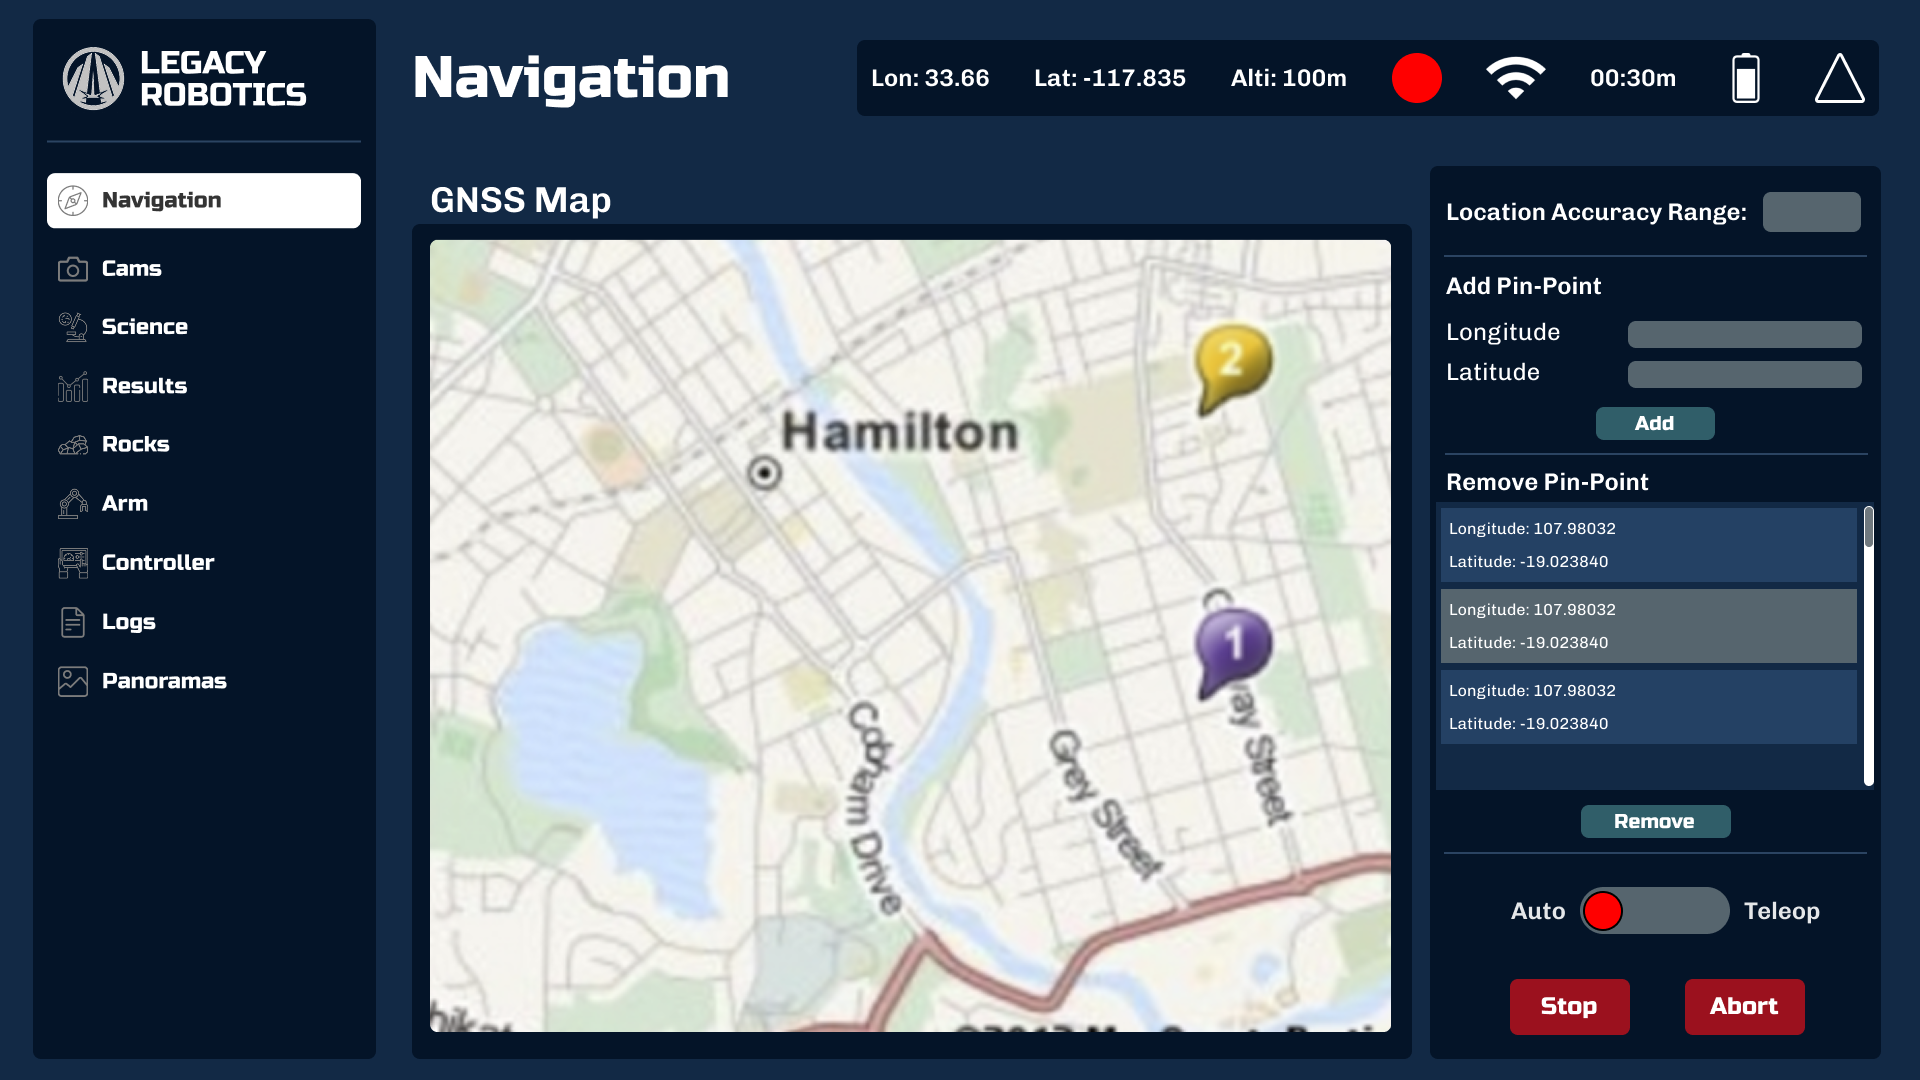 LEGACY
ROBOTICS
Navigation
Cams
Science
Results
Rocks
Arm
Controller
Logs
Panoramas
Navigation
Lon: 33.66
Lat: -117.835
Alti: 100m
00:30m
GNSS Map
Hamilton
2
1
way Street
Grey Street
Cobham Drive
Location Accuracy Range:
Add Pin-Point
Longitude
Latitude
Add
Remove Pin-Point
Longitude: 107.98032
Latitude: -19.023840
Longitude: 107.98032
Latitude: -19.023840
Longitude: 107.98032
Latitude: -19.023840
Remove
Auto
Teleop
Stop
Abort